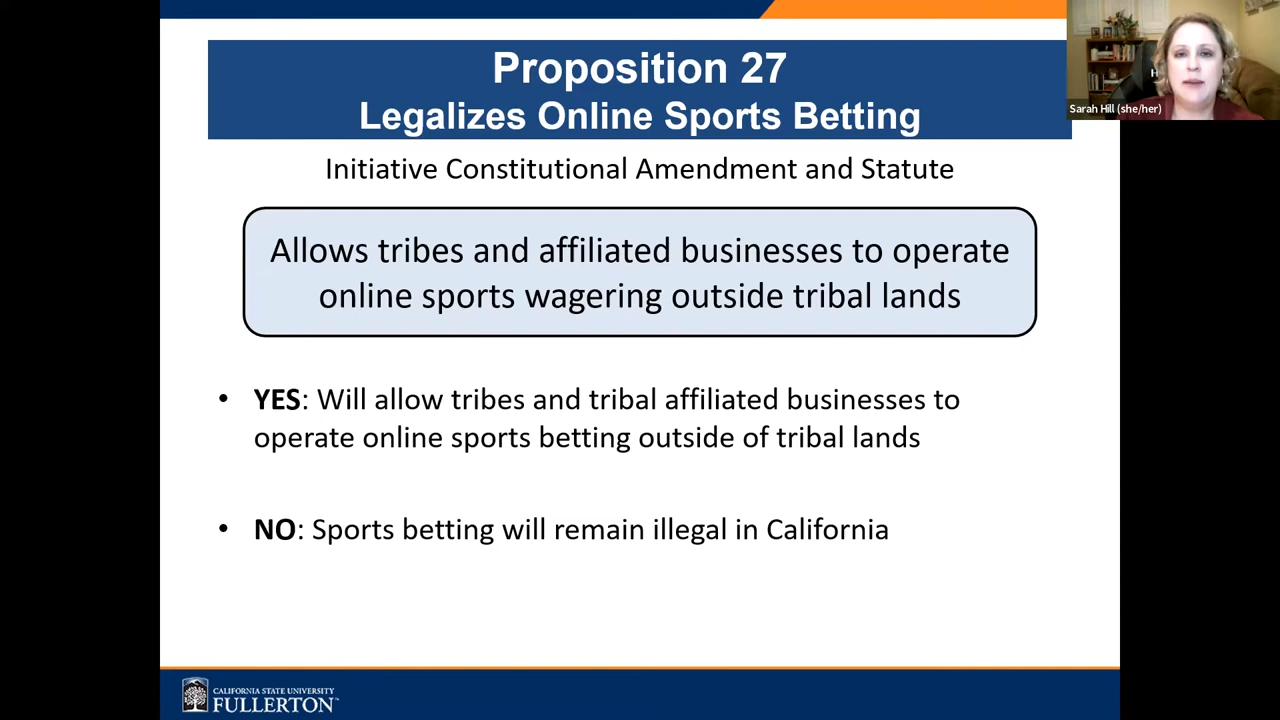 Proposition 27
Legalizes Online Sports Betting
Initiative Constitutional Amendment and Statute
Allows tribes and affiliated businesses to operate
online sports wagering outside tribal lands
• YES: Will allow tribes and tribal affiliated businesses to
operate online sports betting outside of tribal lands
• NO: Sports betting will remain illegal in California
CALIFORNIA STATE UNIVERSITY
FULLERTON™
Sarah Hill (she/her)